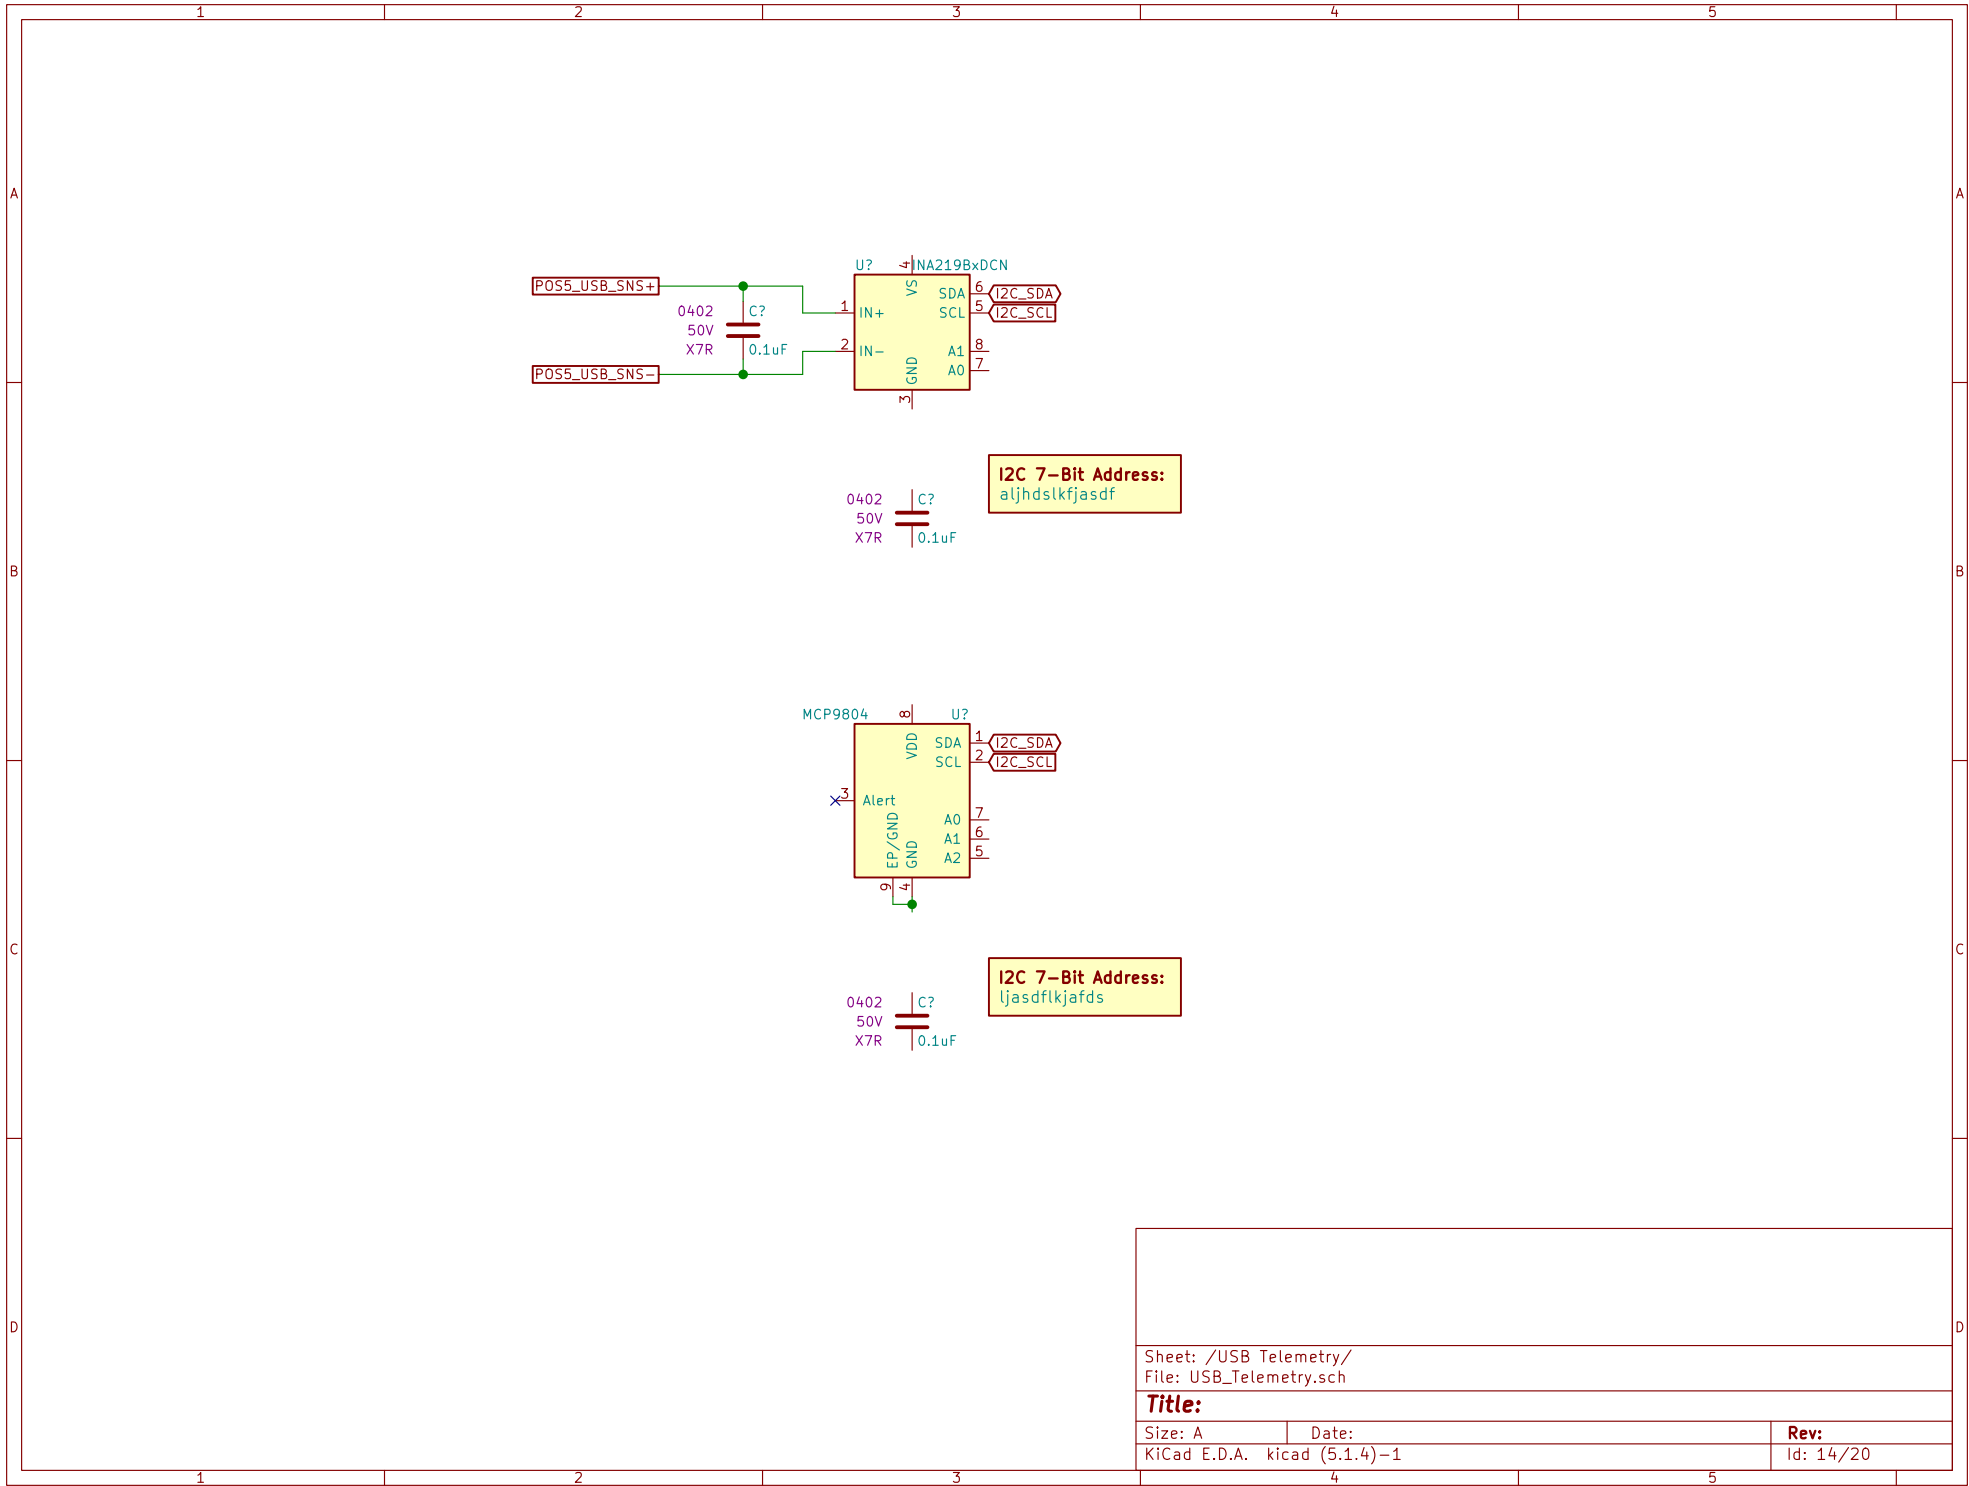 1 2 3 4 5
A A
U? 4 INA219BxDCN
POS5_USB_SNS+ VS SDA 6 I2C_SDA
0402 C? 1 IN+ SCL 5 I2C_SCL
50V
X7R 0.1uF 2 IN- A1 8
POS5_USB_SNS- GND A0 7
3
I2C 7-Bit Address:
aljhdslkfjasdf
0402 C?
50V
X7R 0.1uF
B B
MCP9804 8 U?
VDD SDA 1 I2C_SDA
SCL 2 I2C_SCL
3 Alert
A0 7
EP/GND GND A1 6
A2 5
9 4
C C
I2C 7-Bit Address:
ljasdflkjafds
0402 C?
50V
X7R 0.1uF
D D
Sheet: /USB Telemetry/
File: USB_Telemetry.sch
Title:
Size: A Date: Rev:
KiCad E.D.A. kicad (5.1.4)-1 Id: 14/20
1 2 3 4 5